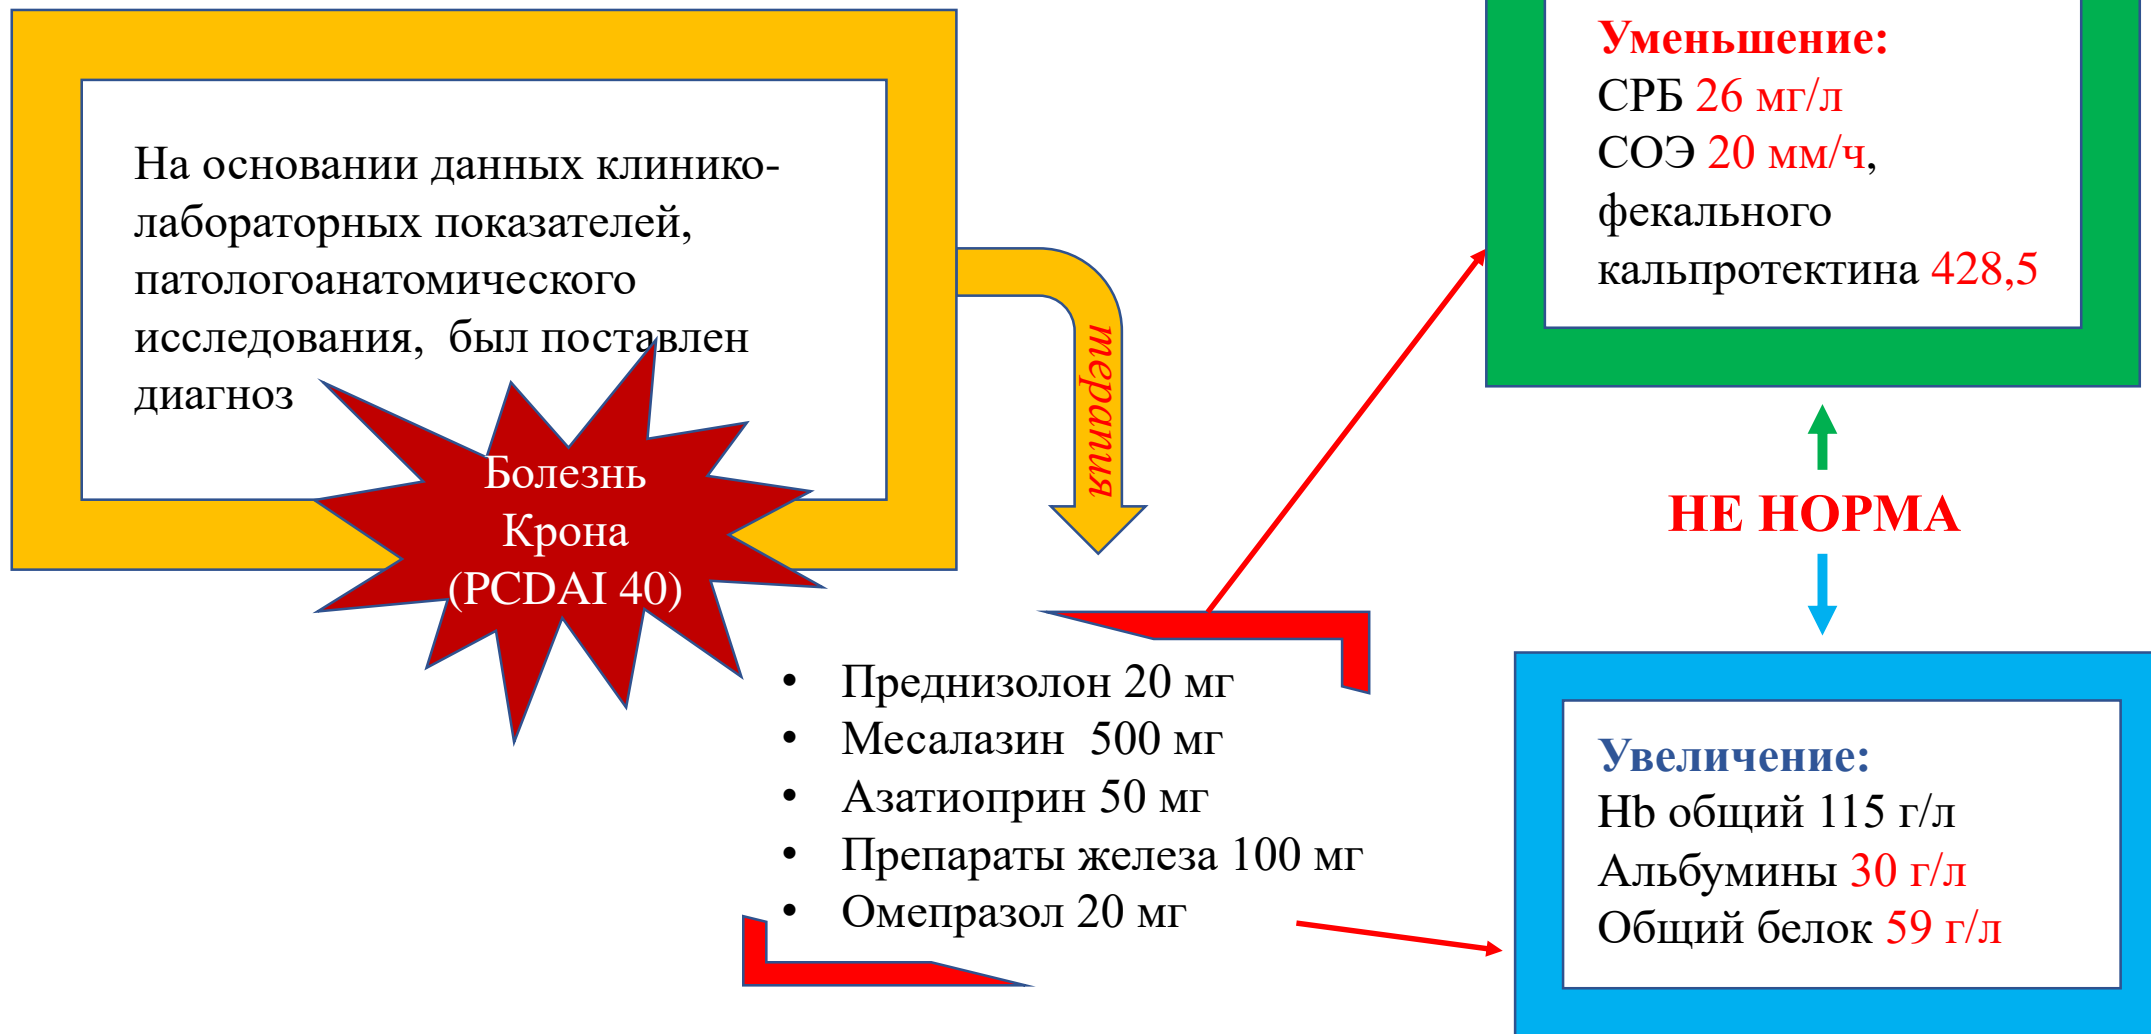 На основании данных клинико-
лабораторных показателей,
патологоанатомического
исследования, был поставлен
диагноз
Болезнь
Крона
(PCDAI 40)
терапия
• Преднизолон 20 мг
• Месалазин 500 мг
• Азатиоприн 50 мг
• Препараты железа 100 мг
• Омепразол 20 мг
Уменьшение:
СРБ 26 мг/л
СОЭ 20 мм/ч,
фекального
кальпротектина 428,5
НЕ НОРМА
Увеличение:
Hb общий 115 г/л
Альбумины 30 г/л
Общий белок 59 г/л